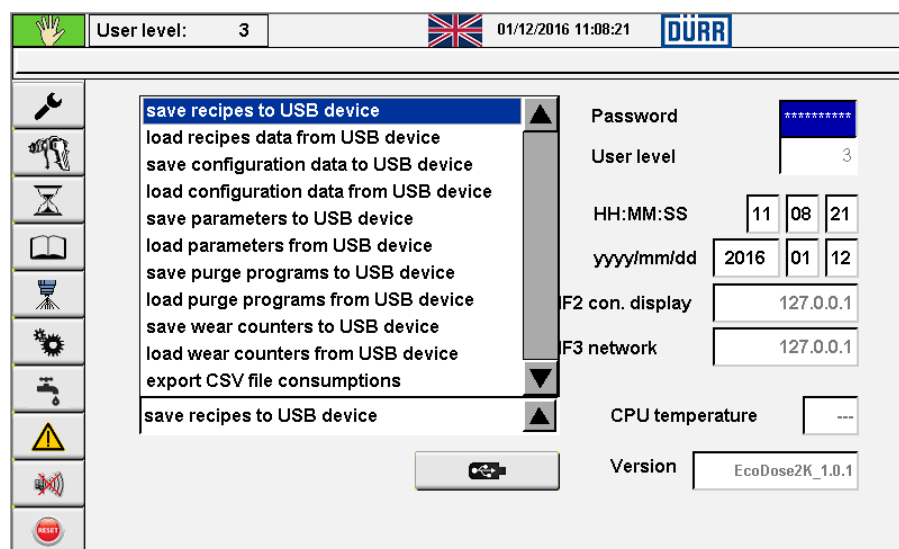 User level: 3
01/12/2016 11:08:21
DÜRR
save recipes to USB device
load recipes data from USB device
save configuration data to USB device
load configuration data from USB device
save parameters to USB device
load parameters from USB device
save purge programs to USB device
load purge programs from USB device
save wear counters to USB device
load wear counters from USB device
export CSV file consumptions
save recipes to USB device
Password **********
User level 3
HH:MM:SS 11 08 21
yyyy/mm/dd 2016 01 12
IF2 con. display 127.0.0.1
IF3 network 127.0.0.1
CPU temperature ---
Version EcoDose2K_1.0.1
RESET